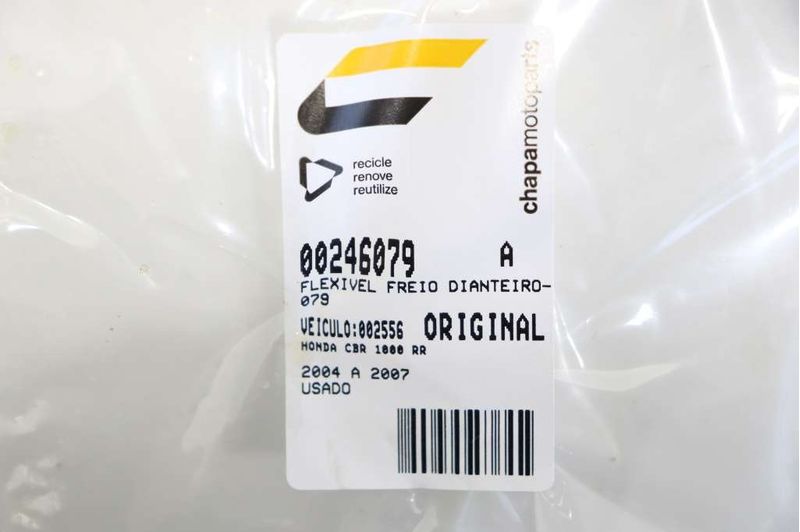 chapamotoparts
recicle
renove
reutilize
00246079 A
FLEXIVEL FREIO DIANTEIRO-
079
VEICULO:002556 ORIGINAL
HONDA CBR 1000 RR
2004 A 2007
USADO